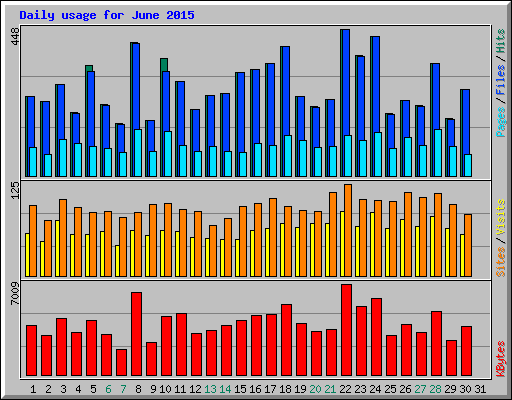 Daily usage for June 2015
448
Pages/Files/Hits
125
Sites/Visits
7009
KBytes
1 2 3 4 5 6 7 8 9 10 11 12 13 14 15 16 17 18 19 20 21 22 23 24 25 26 27 28 29 30 31